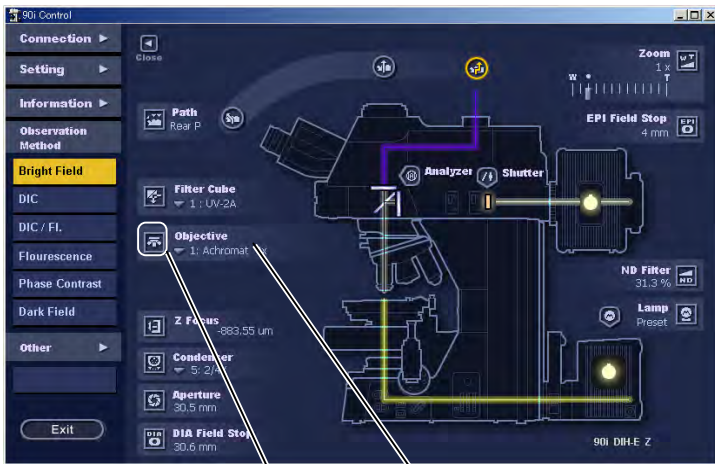 90i Control
Connection
Setting
Information
Observation
Method
Bright Field
DIC
DIC / Fl.
Flourescence
Phase Contrast
Dark Field
Other
Exit
Close
Path
Rear P
Filter Cube
1 : UV-2A
Objective
1: Achromat
Z Focus
-883.55 um
Condenser
5: 2/4x
Aperture
30.5 mm
DIA
DIA Field Stop
30.6 mm
Analyzer
Shutter
Zoom
1 x
W T
W T
EPI Field Stop
4 mm
EPI
ND Filter
31.3 %
ND
Lamp
Preset
90i DIH-E Z